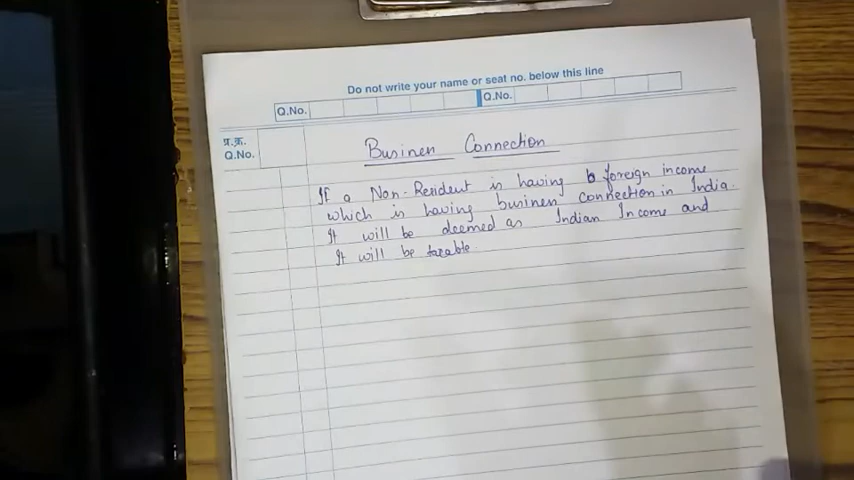 Do not write your name or seat no. below this line
Q.No. Q.No.
प्र.क्र.
Q.No.
Business Connection
If a Non-Resident is having foreign income
which is having business connection in India.
It will be deemed as Indian Income and
It will be taxable.